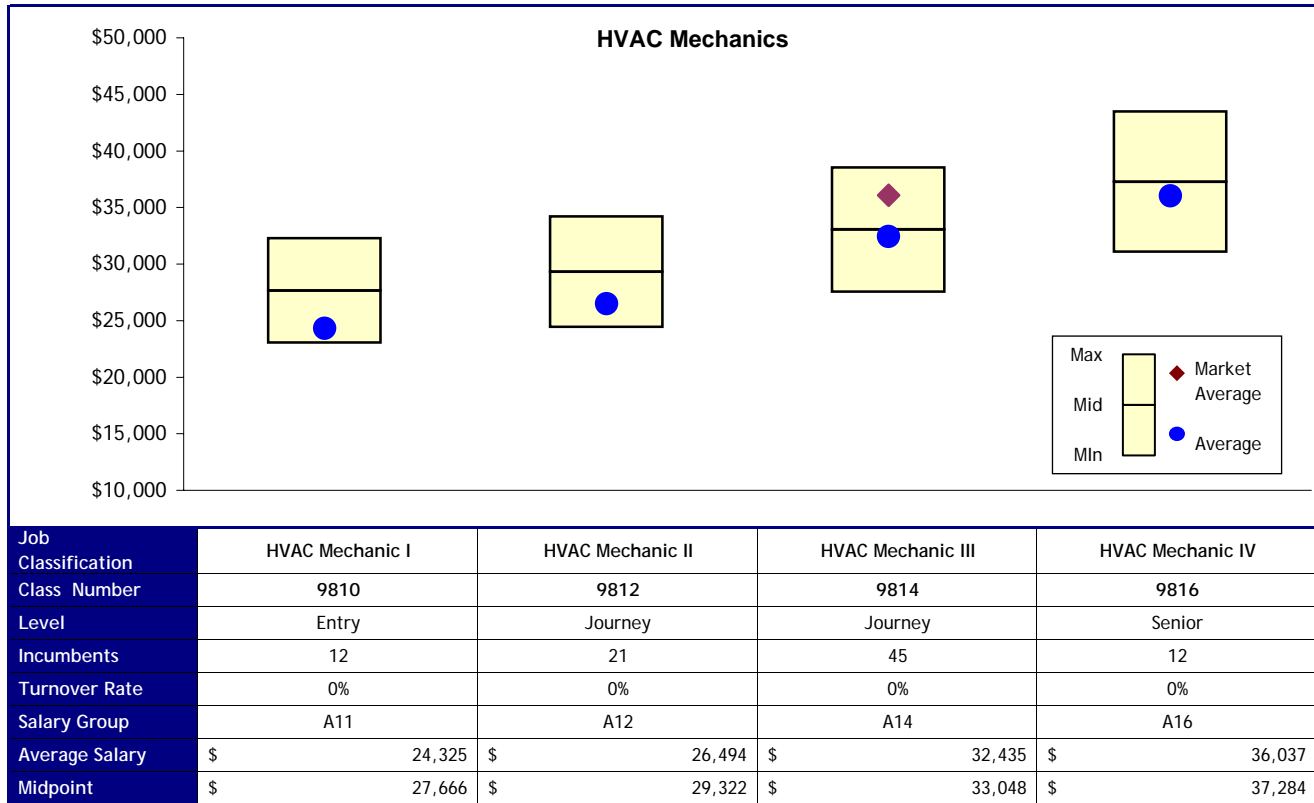 HVAC Mechanics
$50,000
$45,000
$40,000
$35,000
$30,000
$25,000
$20,000
$15,000
$10,000
Max
Mid
MIn
Market
Average
Average
Job
Classification HVAC Mechanic I HVAC Mechanic II HVAC Mechanic III HVAC Mechanic IV
Class Number 9810 9812 9814 9816
Level Entry Journey Journey Senior
Incumbents 12 21 45 12
Turnover Rate 0% 0% 0% 0%
Salary Group A11 A12 A14 A16
Average Salary $ 24,325 $ 26,494 $ 32,435 $ 36,037
Midpoint $ 27,666 $ 29,322 $ 33,048 $ 37,284